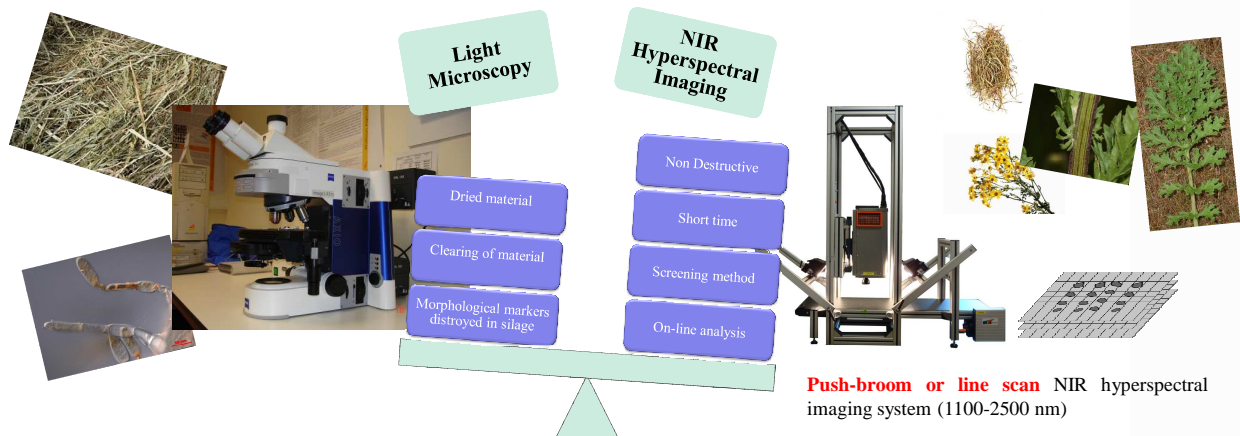 Light
Microscopy
NIR
Hyperspectral
Imaging
Dried material
Clearing of material
Morphological markers
distroyed in silage
Non Destructive
Short time
Screening method
On-line analysis
Push-broom or line scan NIR hyperspectral
imaging system (1100-2500 nm)